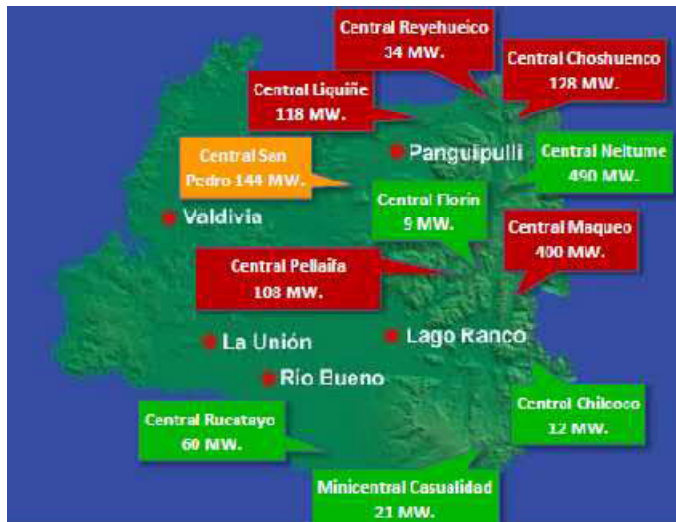 Central Reyehueico
34 MW.
Central Choshuenco
128 MW.
Central Liquiñe
118 MW.
Panguipulli
Central Neltume
490 MW.
Central San
Pedro 144 MW.
Central Florin
9 MW.
Valdivia
Central Maqueo
400 MW.
Central Pellaifa
108 MW.
La Unión
Lago Ranco
Río Bueno
Central Chilcoco
12 MW.
Central Rucatayo
60 MW.
Minicentral Casualidad
21 MW.